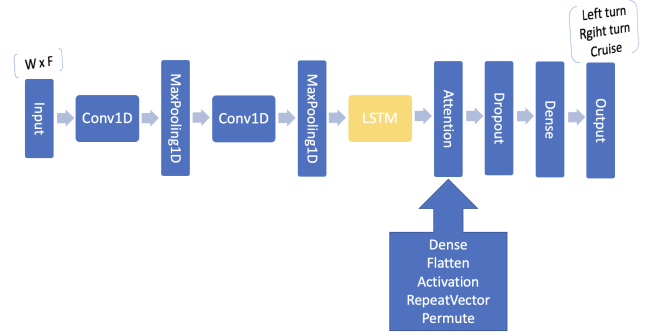 Left turn
Rgiht turn
Cruise
W x F
Input
Conv1D
MaxPooling1D
Conv1D
MaxPooling1D
LSTM
Attention
Dropout
Dense
Output
Dense
Flatten
Activation
RepeatVector
Permute